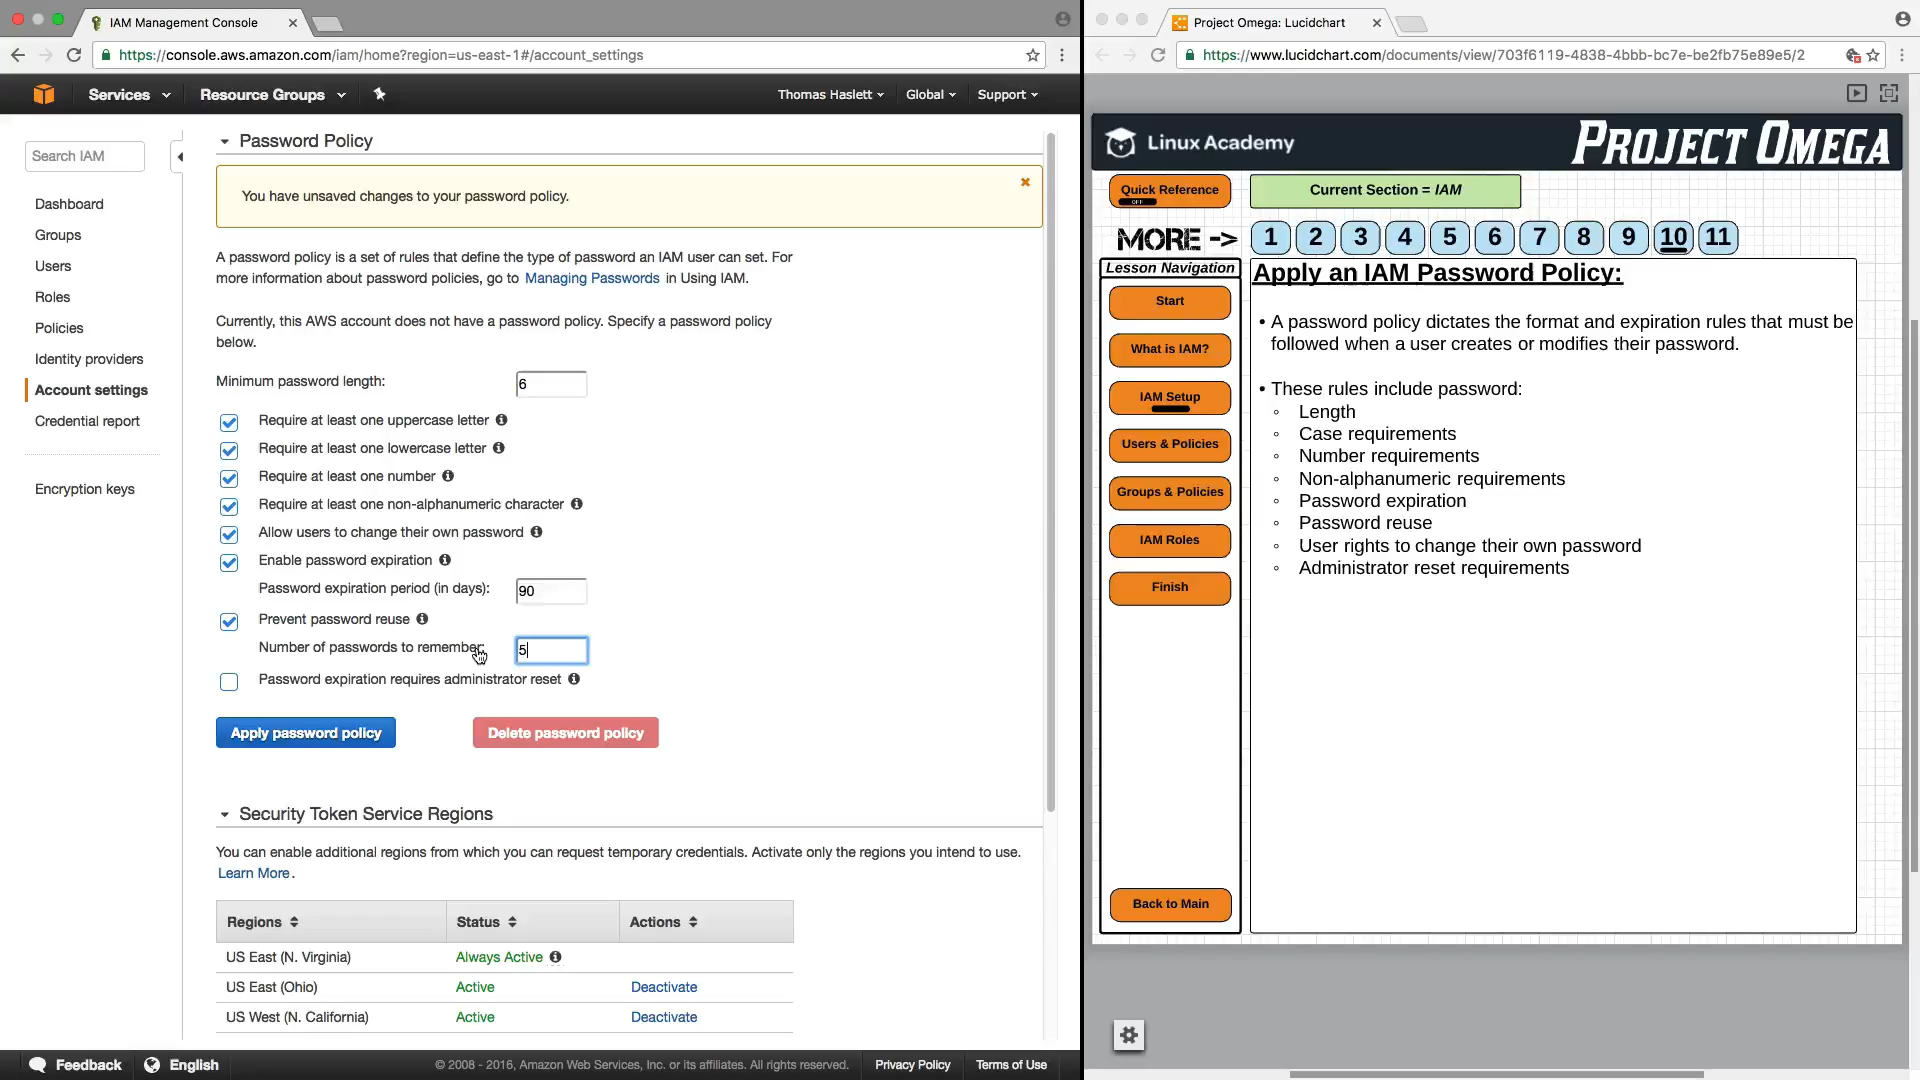 IAM Management Console
https://console.aws.amazon.com/iam/home?region=us-east-1#/account_settings
Services
Resource Groups
Thomas Haslett
Global
Support
Search IAM
Dashboard
Groups
Users
Roles
Policies
Identity providers
Account settings
Credential report
Encryption keys
Password Policy
You have unsaved changes to your password policy.
A password policy is a set of rules that define the type of password an IAM user can set. For
more information about password policies, go to Managing Passwords in Using IAM.
Currently, this AWS account does not have a password policy. Specify a password policy
below.
Minimum password length: 6
Require at least one uppercase letter
Require at least one lowercase letter
Require at least one number
Require at least one non-alphanumeric character
Allow users to change their own password
Enable password expiration
Password expiration period (in days): 90
Prevent password reuse
Number of passwords to remember: 5
Password expiration requires administrator reset
Apply password policy
Delete password policy
Security Token Service Regions
You can enable additional regions from which you can request temporary credentials. Activate only the regions you intend to use.
Learn More.
Regions Status Actions
US East (N. Virginia) Always Active
US East (Ohio) Active Deactivate
US West (N. California) Active Deactivate
Feedback
English
© 2008 - 2016, Amazon Web Services, Inc. or its affiliates. All rights reserved.
Privacy Policy
Terms of Use
Project Omega: Lucidchart
https://www.lucidchart.com/documents/view/703f6119-4838-4bbb-bc7e-be2fb75e89e5/2
Linux Academy
PROJECT OMEGA
Quick Reference
OFF
Current Section = IAM
MORE -> 1 2 3 4 5 6 7 8 9 10 11
Lesson Navigation
Start
What is IAM?
IAM Setup
Users & Policies
Groups & Policies
IAM Roles
Finish
Back to Main
Apply an IAM Password Policy:
• A password policy dictates the format and expiration rules that must be
followed when a user creates or modifies their password.
• These rules include password:
◦ Length
◦ Case requirements
◦ Number requirements
◦ Non-alphanumeric requirements
◦ Password expiration
◦ Password reuse
◦ User rights to change their own password
◦ Administrator reset requirements